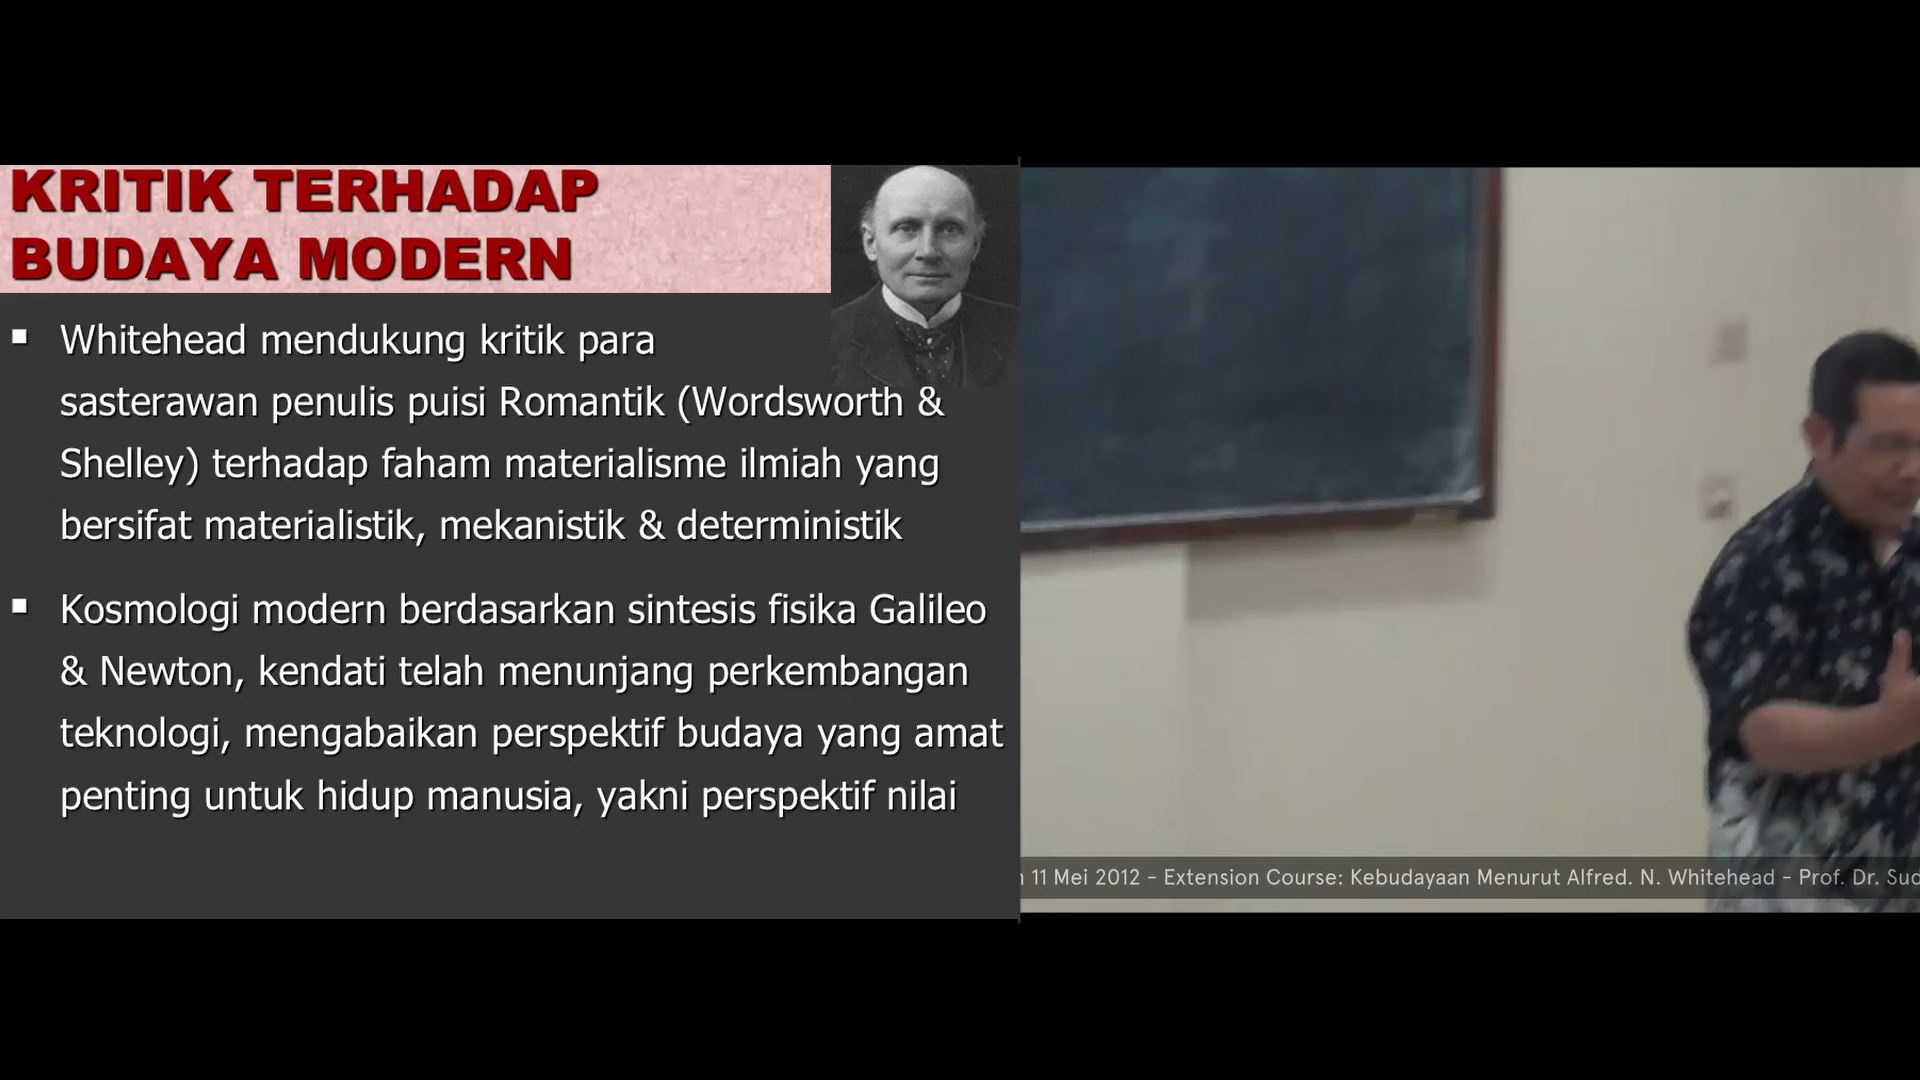 KRITIK TERHADAP
BUDAYA MODERN
▪ Whitehead mendukung kritik para
sasterawan penulis puisi Romantik (Wordsworth &
Shelley) terhadap faham materialisme ilmiah yang
bersifat materialistik, mekanistik & deterministik
▪ Kosmologi modern berdasarkan sintesis fisika Galileo
& Newton, kendati telah menunjang perkembangan
teknologi, mengabaikan perspektif budaya yang amat
penting untuk hidup manusia, yakni perspektif nilai
11 Mei 2012 - Extension Course: Kebudayaan Menurut Alfred. N. Whitehead - Prof. Dr.